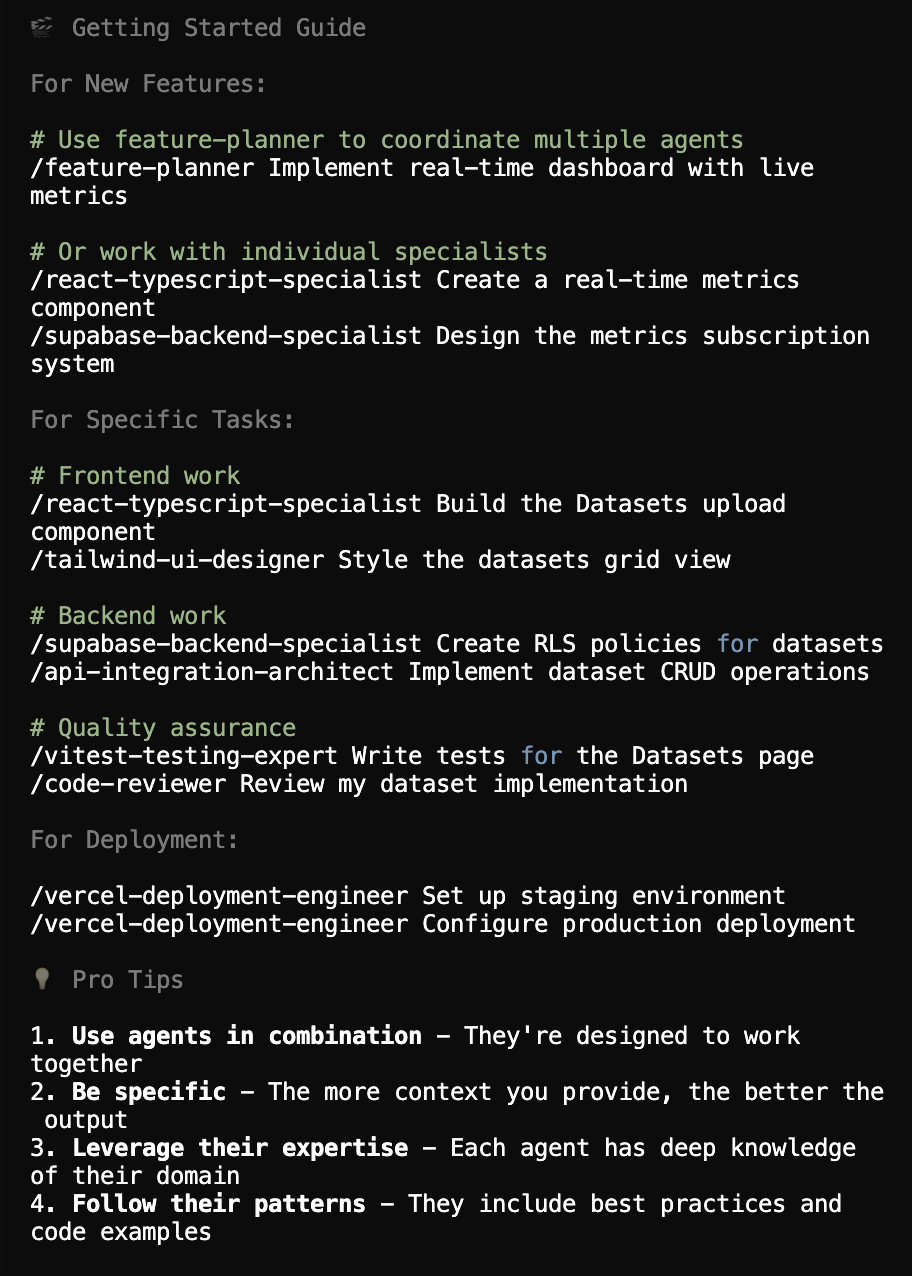 🎬 Getting Started Guide
For New Features:
# Use feature-planner to coordinate multiple agents
/feature-planner Implement real-time dashboard with live
metrics
# Or work with individual specialists
/react-typescript-specialist Create a real-time metrics
component
/supabase-backend-specialist Design the metrics subscription
system
For Specific Tasks:
# Frontend work
/react-typescript-specialist Build the Datasets upload
component
/tailwind-ui-designer Style the datasets grid view
# Backend work
/supabase-backend-specialist Create RLS policies for datasets
/api-integration-architect Implement dataset CRUD operations
# Quality assurance
/vitest-testing-expert Write tests for the Datasets page
/code-reviewer Review my dataset implementation
For Deployment:
/vercel-deployment-engineer Set up staging environment
/vercel-deployment-engineer Configure production deployment
💡 Pro Tips
1. Use agents in combination - They're designed to work
together
2. Be specific - The more context you provide, the better the
output
3. Leverage their expertise - Each agent has deep knowledge
of their domain
4. Follow their patterns - They include best practices and
code examples